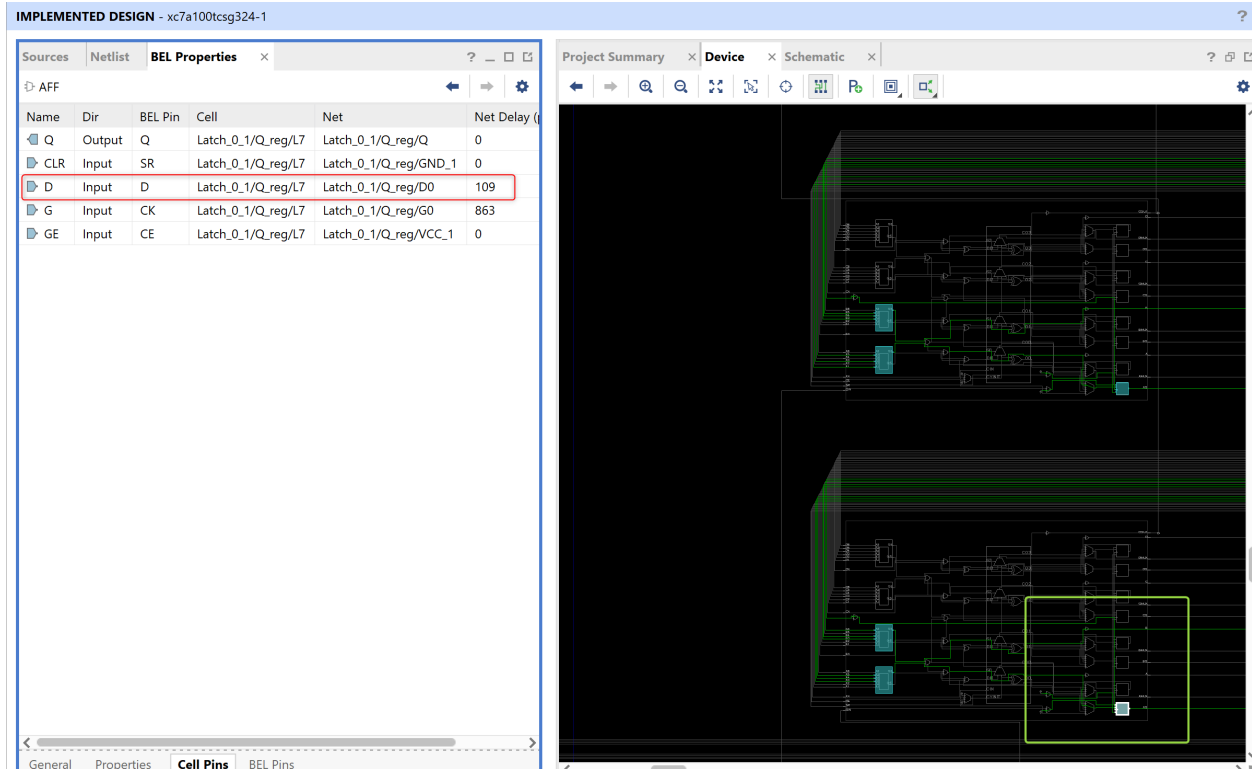 IMPLEMENTED DESIGN - xc7a100tcsg324-1 ?
Sources Netlist BEL Properties × ?
Project Summary × Device × Schematic × ?
AFF
Name Dir BEL Pin Cell Net Net Delay (
Q Output Q Latch_0_1/Q_reg/L7 Latch_0_1/Q_reg/Q 0
CLR Input SR Latch_0_1/Q_reg/L7 Latch_0_1/Q_reg/GND_1 0
D Input D Latch_0_1/Q_reg/L7 Latch_0_1/Q_reg/D0 109
G Input CK Latch_0_1/Q_reg/L7 Latch_0_1/Q_reg/G0 863
GE Input CE Latch_0_1/Q_reg/L7 Latch_0_1/Q_reg/VCC_1 0
General Properties Cell Pins BEL Pins